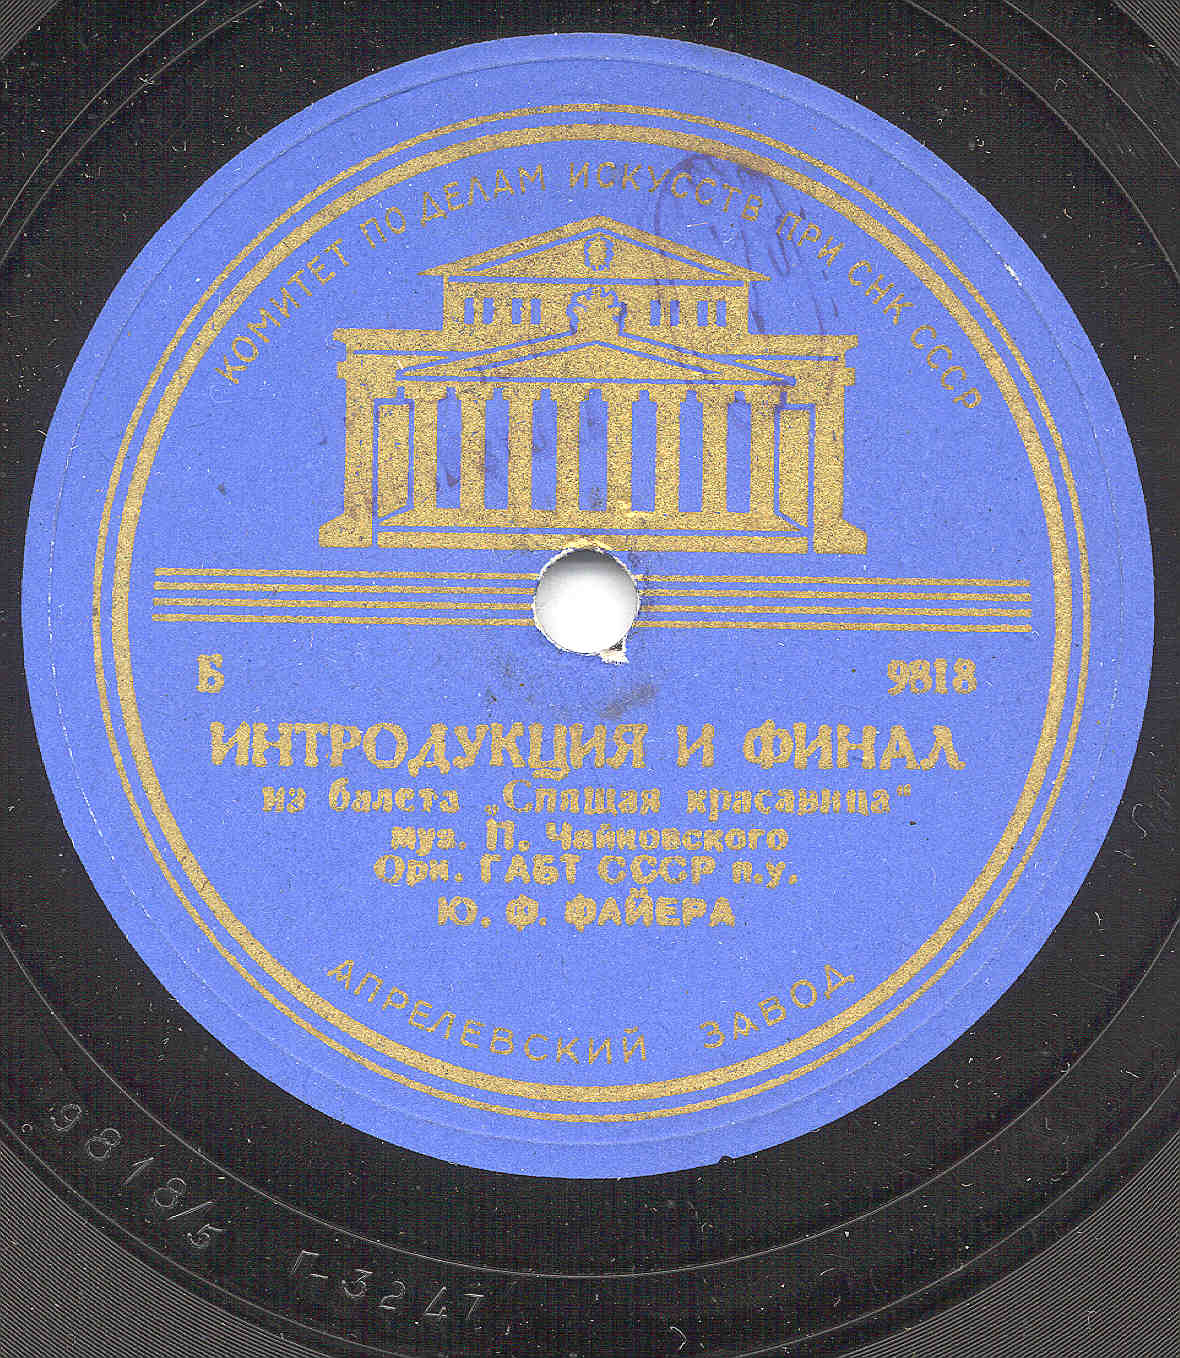 КОМИТЕТ ПО ДЕЛАМ ИСКУССТВ ПРИ СНК СССР
Б 9818
ИНТРОДУКЦИЯ И ФИНАЛ
из балета „Спящая красавица“
муз. П. Чайковского
Орк. ГАБТ СССР п.у.
Ю. Ф. ФАЙЕРА
АПРЕЛЕВСКИЙ ЗАВОД
9818/5 Г-3247